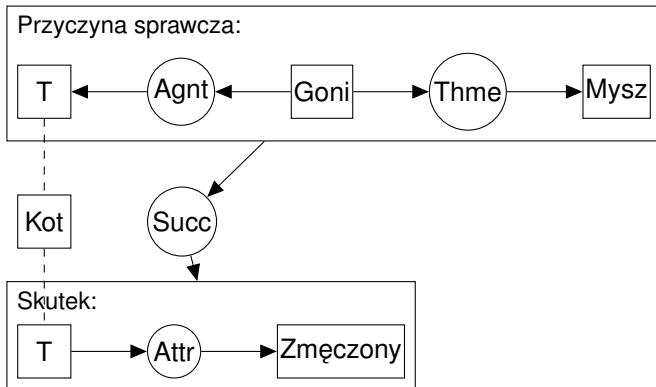 Przyczyna sprawcza:
T Agnt Goni Thme Mysz
Kot Succ
Skutek:
T Attr Zmęczony